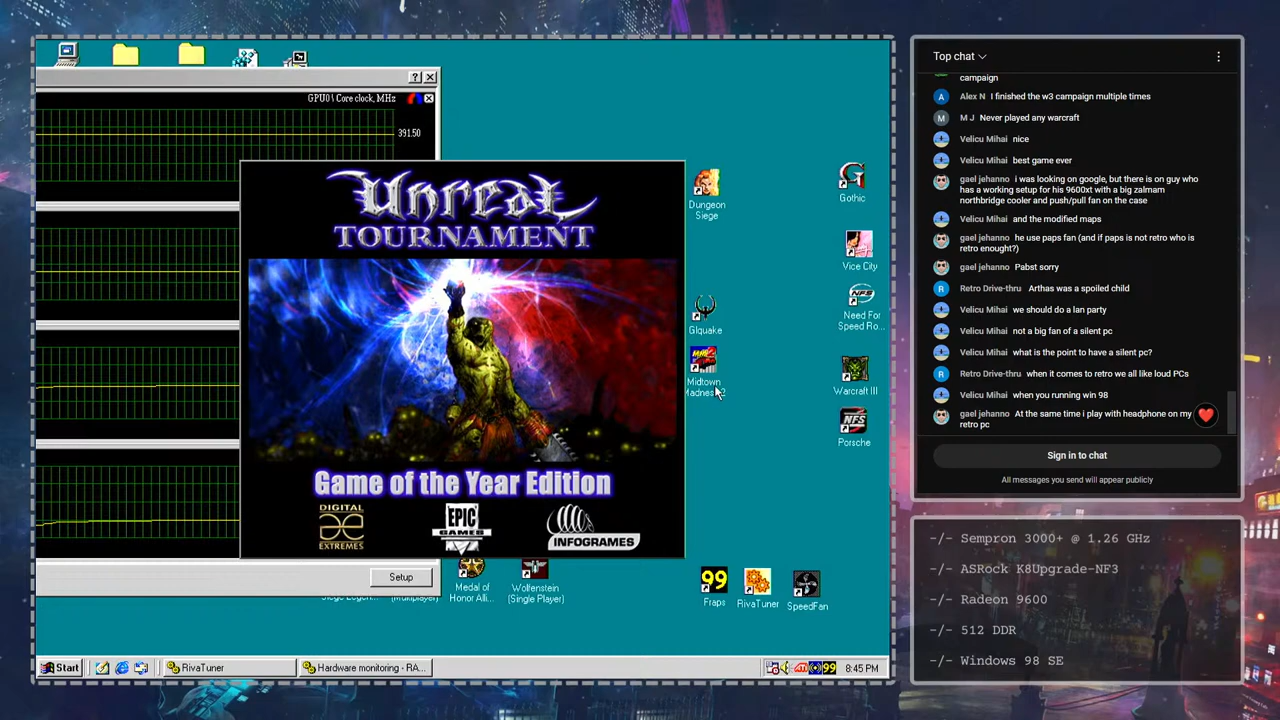 GPU0 \ Core clock, MHz
391.50
Unreal
TOURNAMENT
Game of the Year Edition
DIGITAL
EXTREMES
EPIC
GAMES
INFOGRAMES
Setup
Dungeon
Siege
Glquake
Midtown
Madness 2
Gothic
Vice City
Need For
Speed Ro...
Warcraft III
Porsche
Siege Legen...
(Multiplayer)
Medal of
Honor Alli...
Wolfenstein
(Single Player)
99
Fraps
RivaTuner
SpeedFan
Start
RivaTuner
Hardware monitoring - RA...
99
8:45 PM
Top chat
campaign
A Alex N I finished the w3 campaign multiple times
M M J Never played any warcraft
Velicu Mihai nice
Velicu Mihai best game ever
gael jehanno i was looking on google, but there is on guy who
has a working setup for his 9600xt with a big zalmam
northbridge cooler and push/pull fan on the case
Velicu Mihai and the modified maps
gael jehanno he use paps fan (and if paps is not retro who is
retro enought?)
gael jehanno Pabst sorry
R Retro Drive-thru Arthas was a spoiled child
Velicu Mihai we should do a lan party
Velicu Mihai not a big fan of a silent pc
Velicu Mihai what is the point to have a silent pc?
R Retro Drive-thru when it comes to retro we all like loud PCs
Velicu Mihai when you running win 98
gael jehanno At the same time i play with headphone on my
retro pc
Sign in to chat
All messages you send will appear publicly
-/- Sempron 3000+ @ 1.26 GHz
-/- ASRock K8Upgrade-NF3
-/- Radeon 9600
-/- 512 DDR
-/- Windows 98 SE